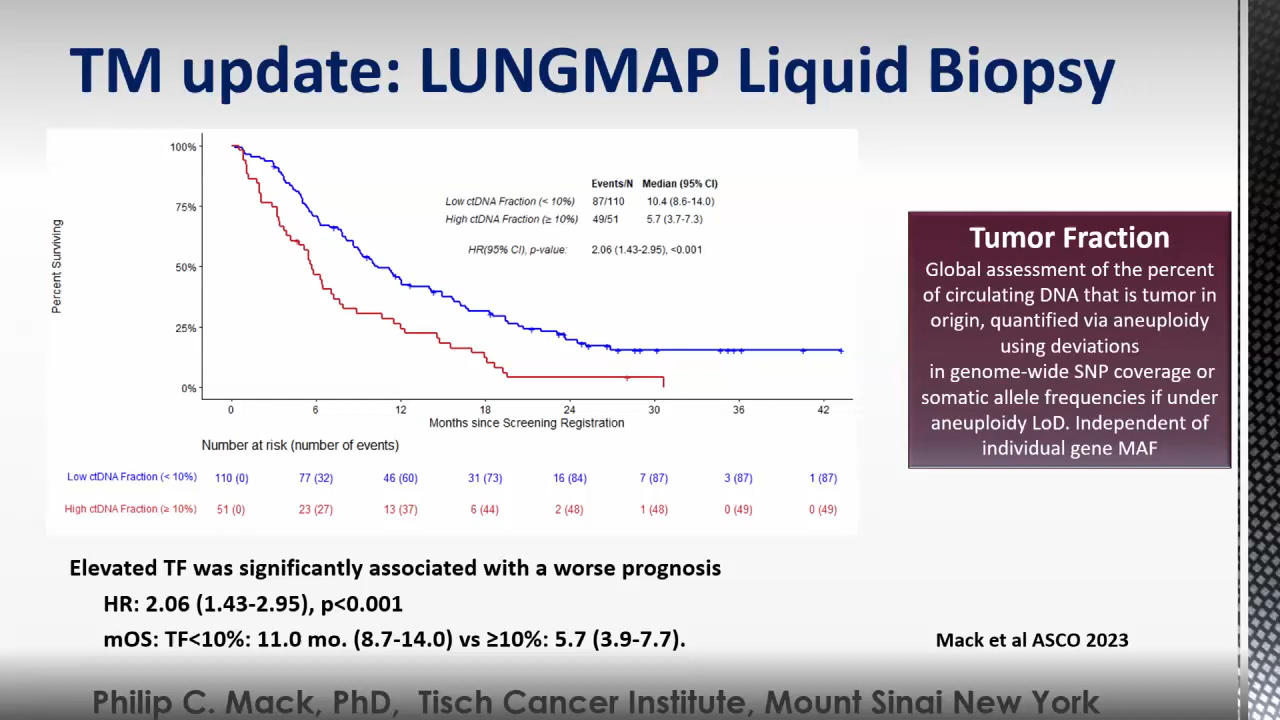 TM update: LUNGMAP Liquid Biopsy
100%
75%
50%
25%
0%
Percent Surviving
Events/N Median (95% CI)
Low ctDNA Fraction (< 10%) 87/110 10.4 (8.6-14.0)
High ctDNA Fraction (≥ 10%) 49/51 5.7 (3.7-7.3)
HR(95% CI), p-value: 2.06 (1.43-2.95), <0.001
0 6 12 18 24 30 36 42
Months since Screening Registration
Number at risk (number of events)
Low ctDNA Fraction (< 10%) 110 (0) 77 (32) 46 (60) 31 (73) 16 (84) 7 (87) 3 (87) 1 (87)
High ctDNA Fraction (≥ 10%) 51 (0) 23 (27) 13 (37) 6 (44) 2 (48) 1 (48) 0 (49) 0 (49)
Tumor Fraction
Global assessment of the percent
of circulating DNA that is tumor in
origin, quantified via aneuploidy
using deviations
in genome-wide SNP coverage or
somatic allele frequencies if under
aneuploidy LoD. Independent of
individual gene MAF
Elevated TF was significantly associated with a worse prognosis
HR: 2.06 (1.43-2.95), p<0.001
mOS: TF<10%: 11.0 mo. (8.7-14.0) vs ≥10%: 5.7 (3.9-7.7).
Mack et al ASCO 2023
Philip C. Mack, PhD, Tisch Cancer Institute, Mount Sinai New York